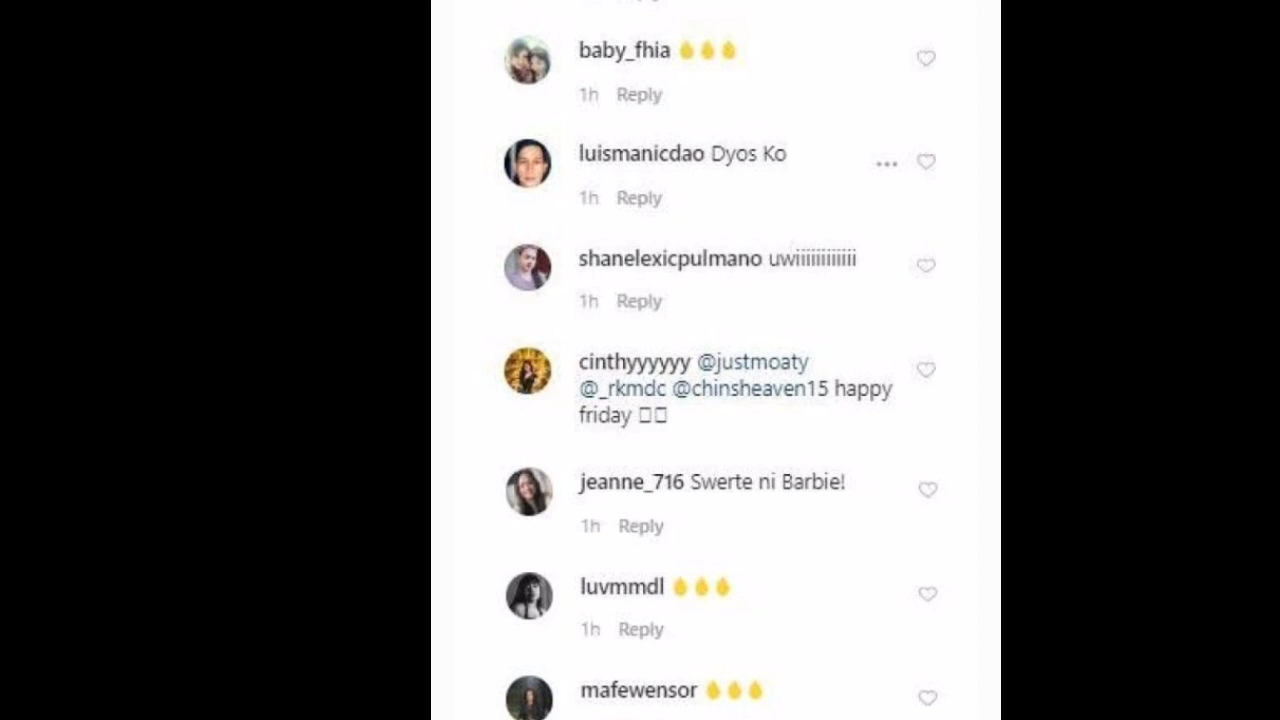 baby_fhia 🔥🔥🔥
1h Reply
luismanicdao Dyos Ko
1h Reply
shanelexicpulmano uwiiiiiiiiiiiii
1h Reply
cinthyyyyyy @justmoaty
@_rkmdc @chinsheaven15 happy
friday □□
jeanne_716 Swerte ni Barbie!
1h Reply
luvmmdl 🔥🔥🔥
1h Reply
mafewensor 🔥🔥🔥